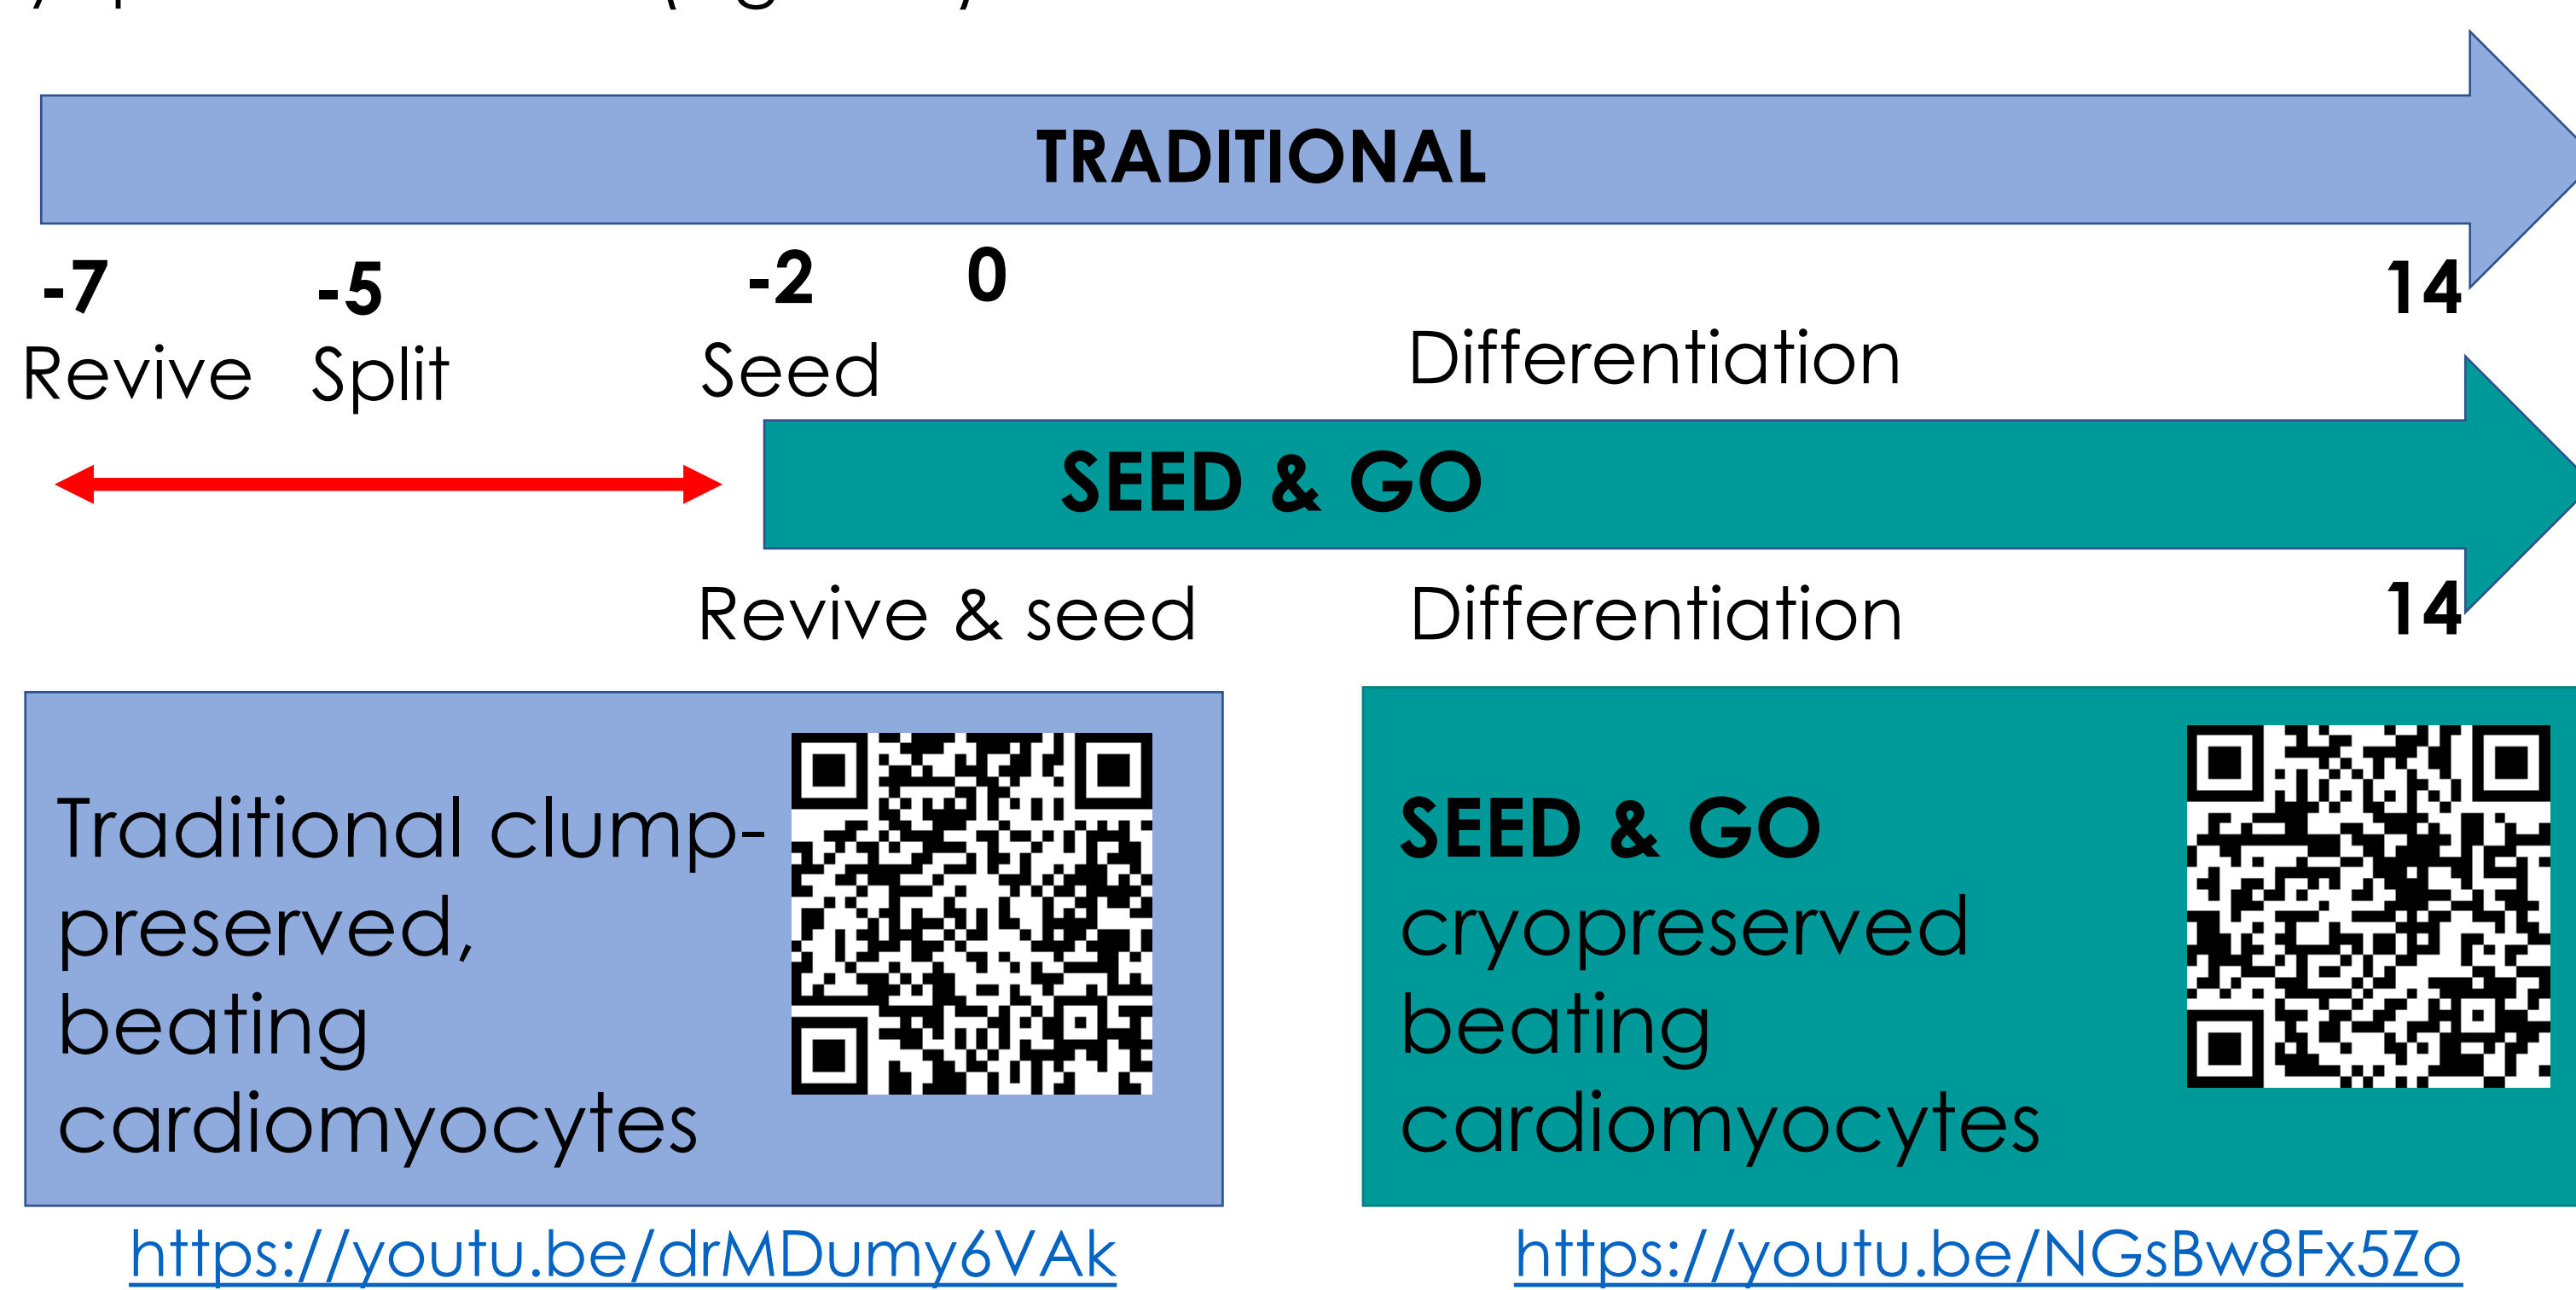 TRADITIONAL
-7 -5 -2 0 14
Revive Split Seed Differentiation
SEED & GO
Revive & seed Differentiation 14
Traditional clump-
preserved,
beating
cardiomyocytes
SEED & GO
cryopreserved
beating
cardiomyocytes
https://youtu.be/drMDumy6VAk
https://youtu.be/NGsBw8Fx5Zo